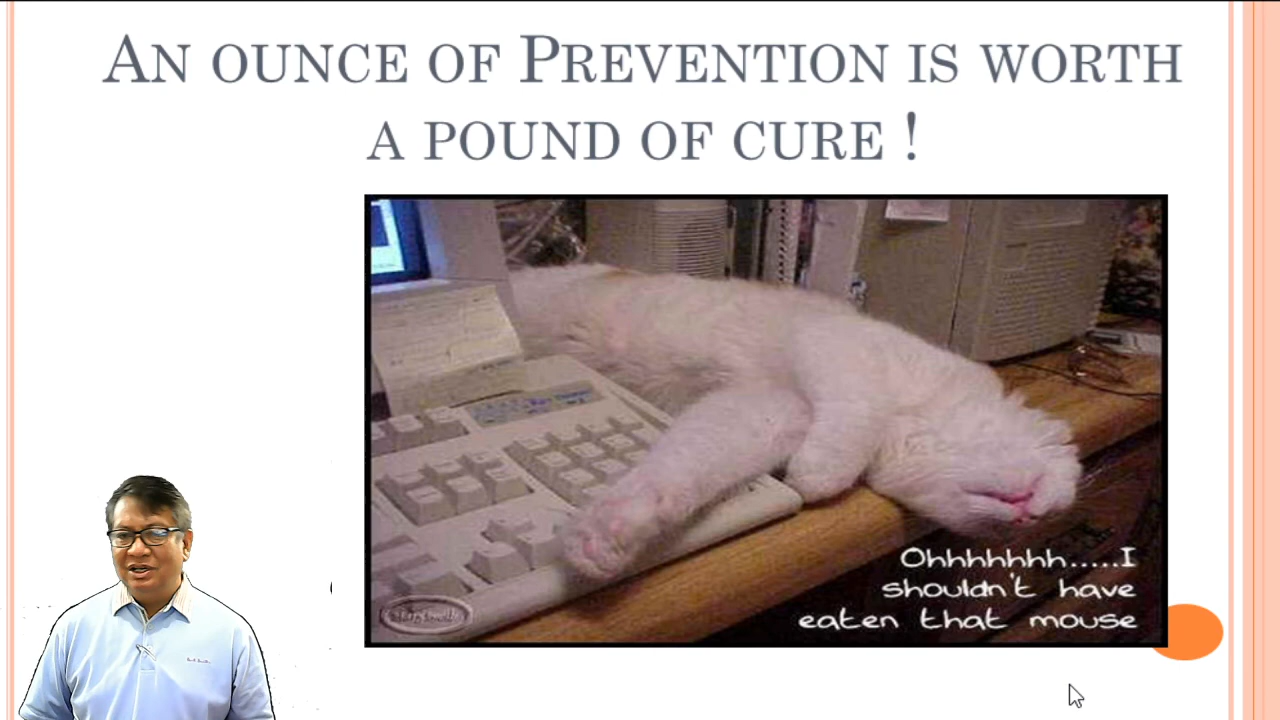 AN OUNCE OF PREVENTION IS WORTH
A POUND OF CURE !
Ohhhhhhh.....I
shouldn't have
eaten that mouse